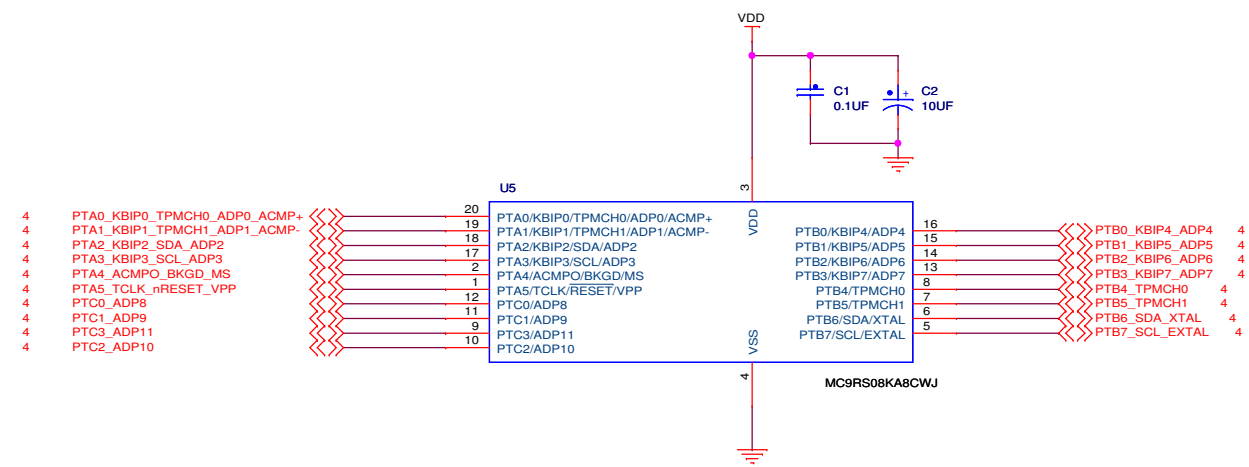 VDD
C1
0.1UF
C2
10UF
U5
3
VDD
4 PTA0_KBIP0_TPMCH0_ADP0_ACMP+ 20 PTA0/KBIP0/TPMCH0/ADP0/ACMP+
4 PTA1_KBIP1_TPMCH1_ADP1_ACMP- 19 PTA1/KBIP1/TPMCH1/ADP1/ACMP-
4 PTA2_KBIP2_SDA_ADP2 18 PTA2/KBIP2/SDA/ADP2
4 PTA3_KBIP3_SCL_ADP3 17 PTA3/KBIP3/SCL/ADP3
4 PTA4_ACMPO_BKGD_MS 2 PTA4/ACMPO/BKGD/MS
4 PTA5_TCLK_nRESET_VPP 1 PTA5/TCLK/RESET/VPP
4 PTC0_ADP8 12 PTC0/ADP8
4 PTC1_ADP9 11 PTC1/ADP9
4 PTC3_ADP11 9 PTC3/ADP11
4 PTC2_ADP10 10 PTC2/ADP10
PTB0/KBIP4/ADP4 16 PTB0_KBIP4_ADP4 4
PTB1/KBIP5/ADP5 15 PTB1_KBIP5_ADP5 4
PTB2/KBIP6/ADP6 14 PTB2_KBIP6_ADP6 4
PTB3/KBIP7/ADP7 13 PTB3_KBIP7_ADP7 4
PTB4/TPMCH0 8 PTB4_TPMCH0 4
PTB5/TPMCH1 7 PTB5_TPMCH1 4
PTB6/SDA/XTAL 6 PTB6_SDA_XTAL 4
PTB7/SCL/EXTAL 5 PTB7_SCL_EXTAL 4
VSS
4
MC9RS08KA8CWJ